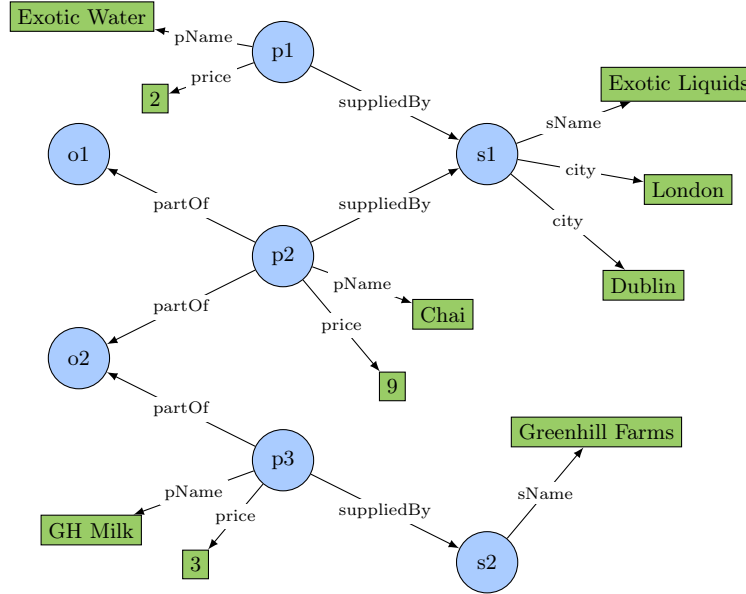 Exotic Water
pName
p1
price
2
suppliedBy
Exotic Liquids
sName
o1
s1
city
London
partOf
suppliedBy
city
p2
pName
Dublin
partOf
Chai
price
o2
9
partOf
Greenhill Farms
p3
pName
sName
suppliedBy
price
GH Milk
3
s2